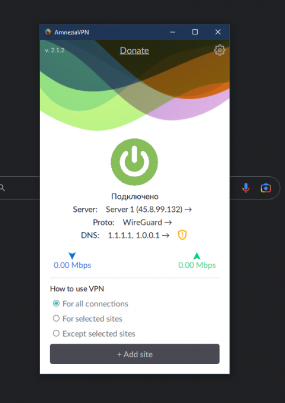 AmneziaVPN
v. 2.1.2
Donate
Подключено
Server: Server 1 (45.8.99.132) →
Proto: WireGuard →
DNS: 1.1.1.1, 1.0.0.1 →
0.00 Mbps
0.00 Mbps
How to use VPN
For all connections
For selected sites
Except selected sites
+ Add site